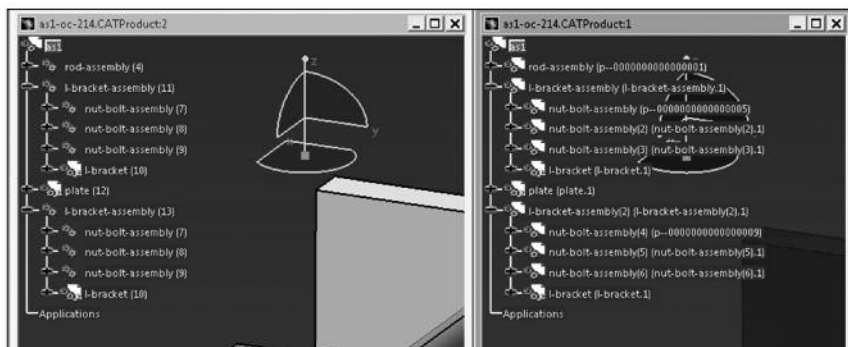 as1-oc-214.CATProduct:2
as1
rod-assembly (4)
l-bracket-assembly (11)
nut-bolt-assembly (7)
nut-bolt-assembly (8)
nut-bolt-assembly (9)
l-bracket (10)
plate (12)
l-bracket-assembly (13)
nut-bolt-assembly (7)
nut-bolt-assembly (8)
nut-bolt-assembly (9)
l-bracket (10)
Applications
z
y
as1-oc-214.CATProduct:1
as1
rod-assembly (p--0000000000000001)
l-bracket-assembly (l-bracket-assembly.1)
nut-bolt-assembly (p--0000000000000005)
nut-bolt-assembly(2) (nut-bolt-assembly(2).1)
nut-bolt-assembly(3) (nut-bolt-assembly(3).1)
l-bracket (l-bracket.1)
plate (plate.1)
l-bracket-assembly(2) (l-bracket-assembly(2).1)
nut-bolt-assembly(4) (p--0000000000000009)
nut-bolt-assembly(5) (nut-bolt-assembly(5).1)
nut-bolt-assembly(6) (nut-bolt-assembly(6).1)
l-bracket (l-bracket.1)
Applications